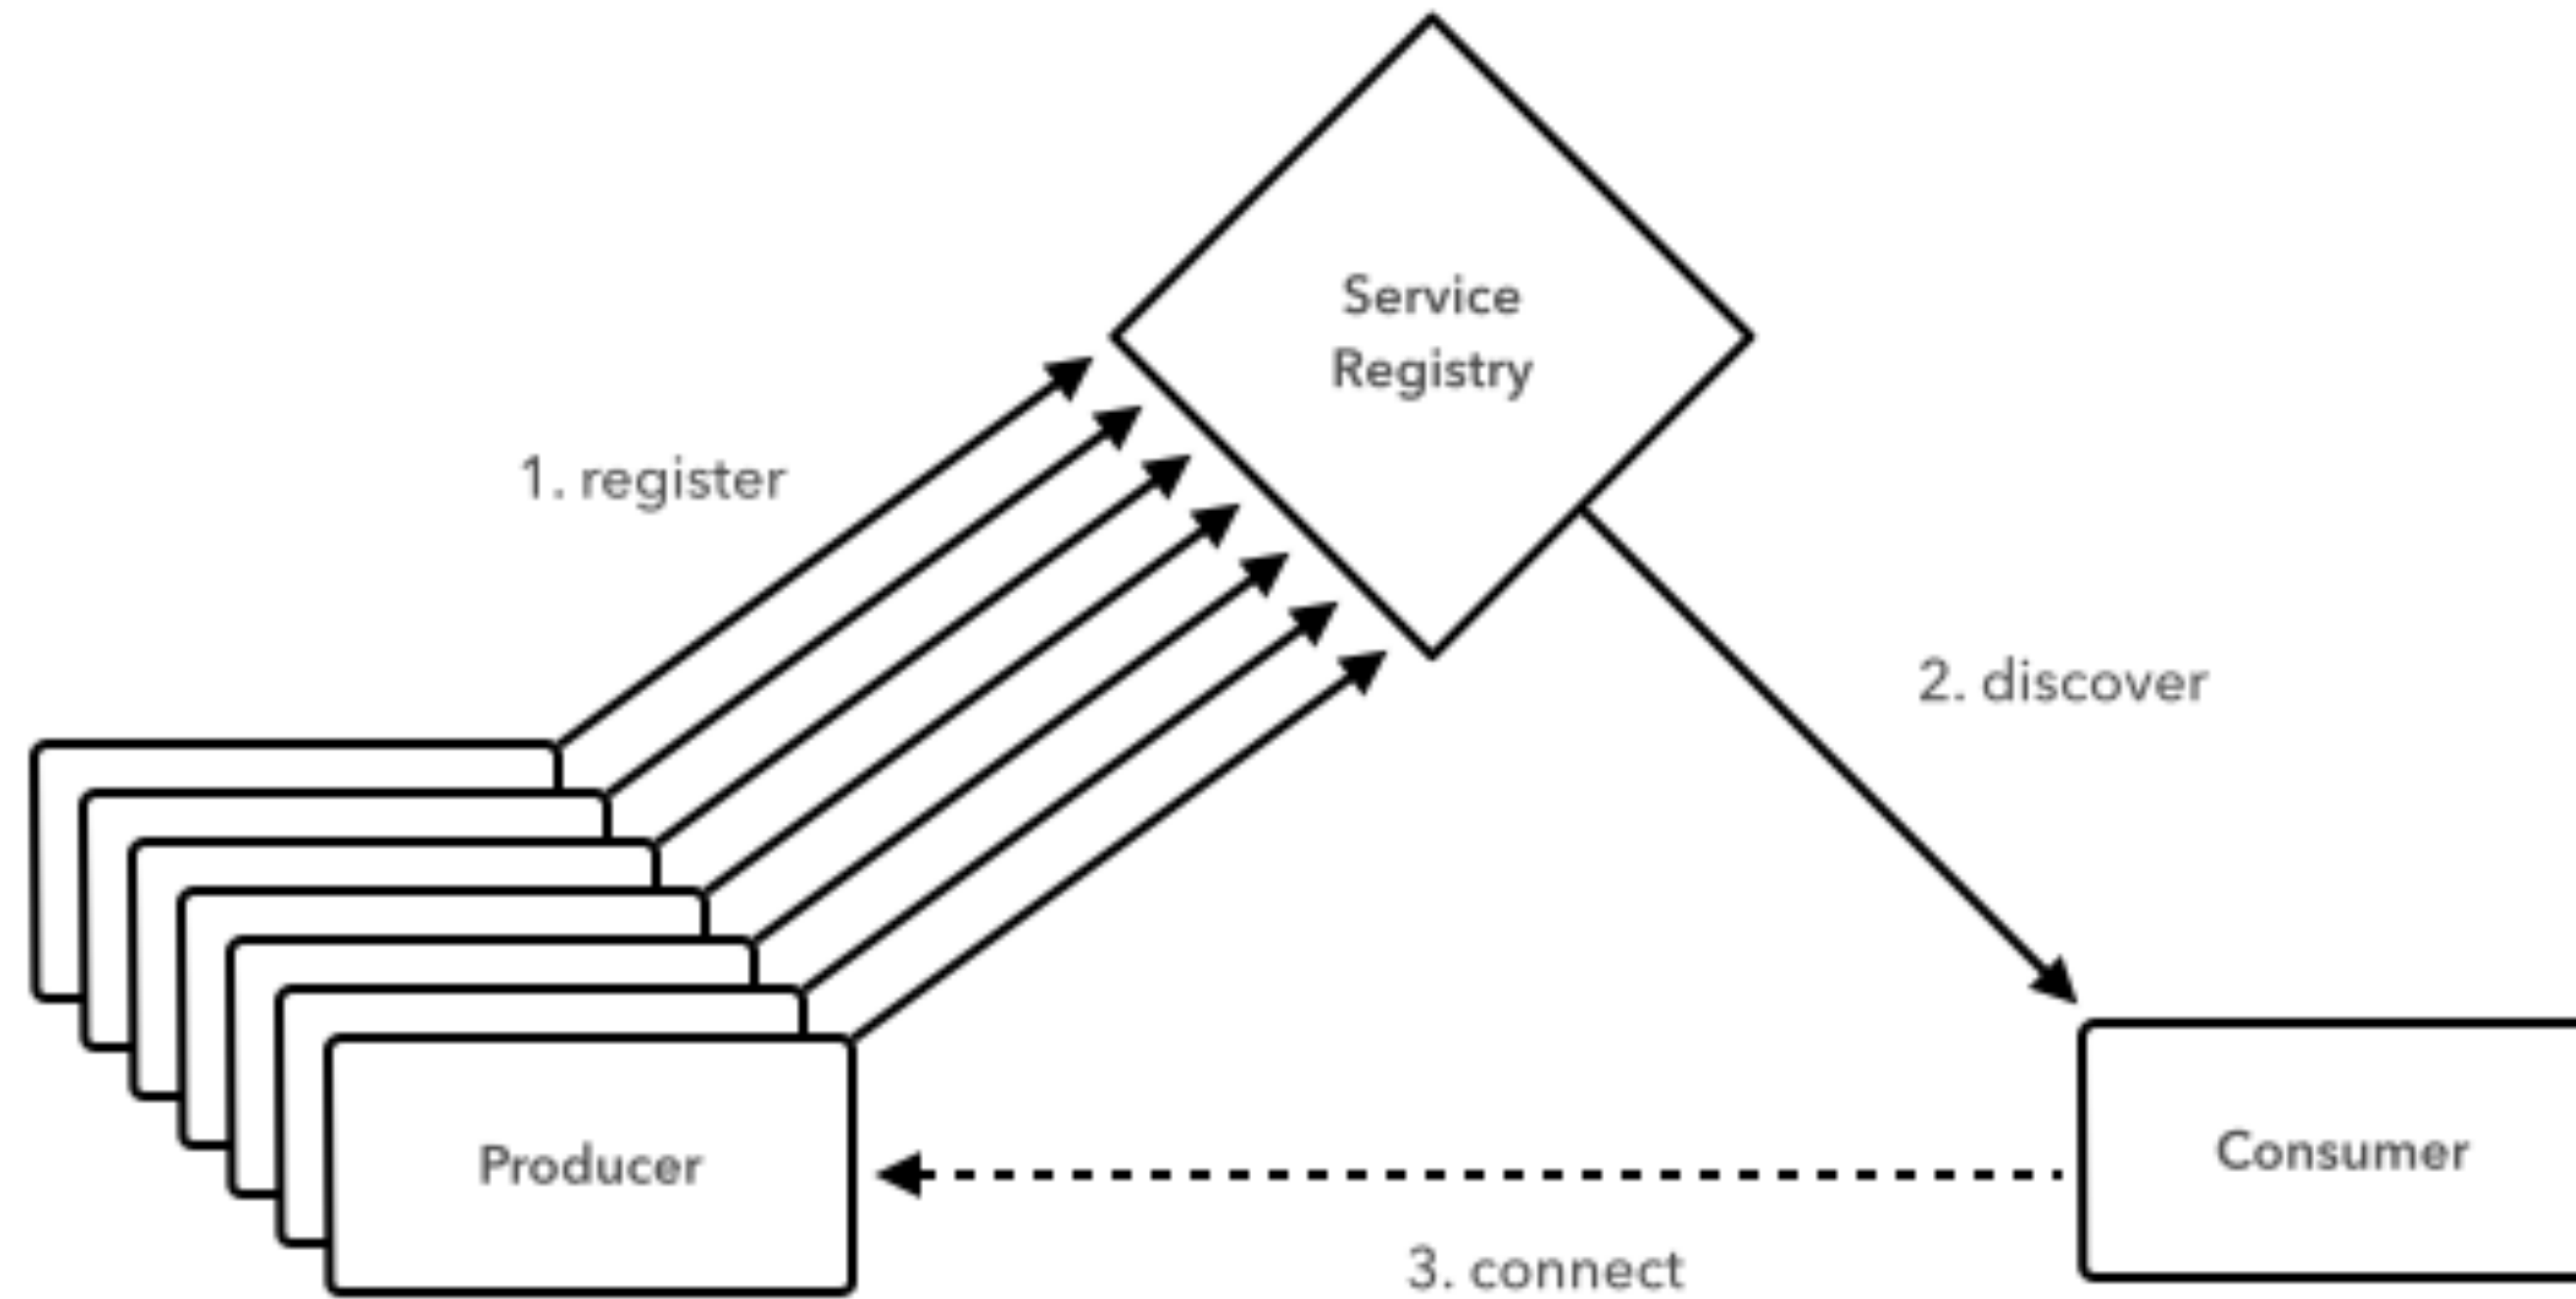 Service
Registry
1. register
2. discover
Producer
Consumer
3. connect